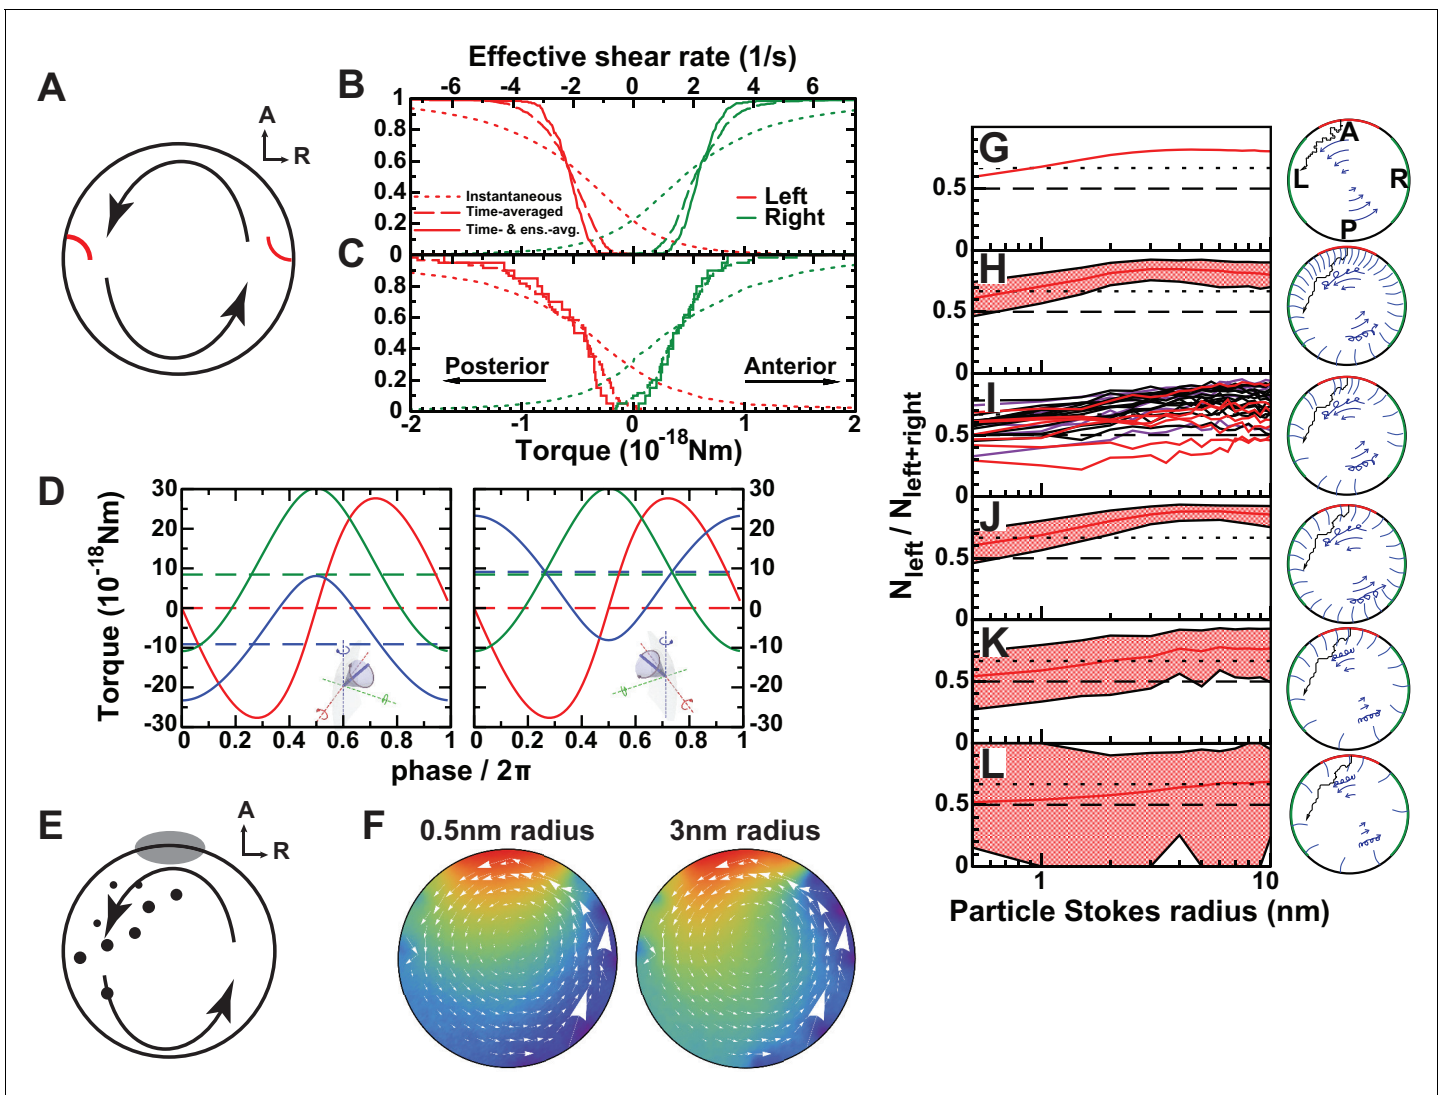 A
A
R
B
Effective shear rate (1/s)
-6 -4 -2 0 2 4 6
1
0.8
0.6
0.4
0.2
0
Instantaneous
Time-averaged
Time- & ens.-avg.
Left
Right
C
0.8
0.6
0.4
0.2
0
Posterior
Anterior
-2 -1 0 1 2
Torque (10⁻¹⁸Nm)
D
Torque (10⁻¹⁸Nm)
30
20
10
0
-10
-20
-30
30
20
10
0
-10
-20
-30
0 0.2 0.4 0.6 0.8 1
0 0.2 0.4 0.6 0.8 1
phase / 2π
E
A
R
F
0.5nm radius
3nm radius
N_left / N_left+right
G
0.5
0
H
0.5
0
I
0.5
0
J
0.5
0
K
0.5
0
L
0.5
0
1 10
Particle Stokes radius (nm)
A
L
R
P